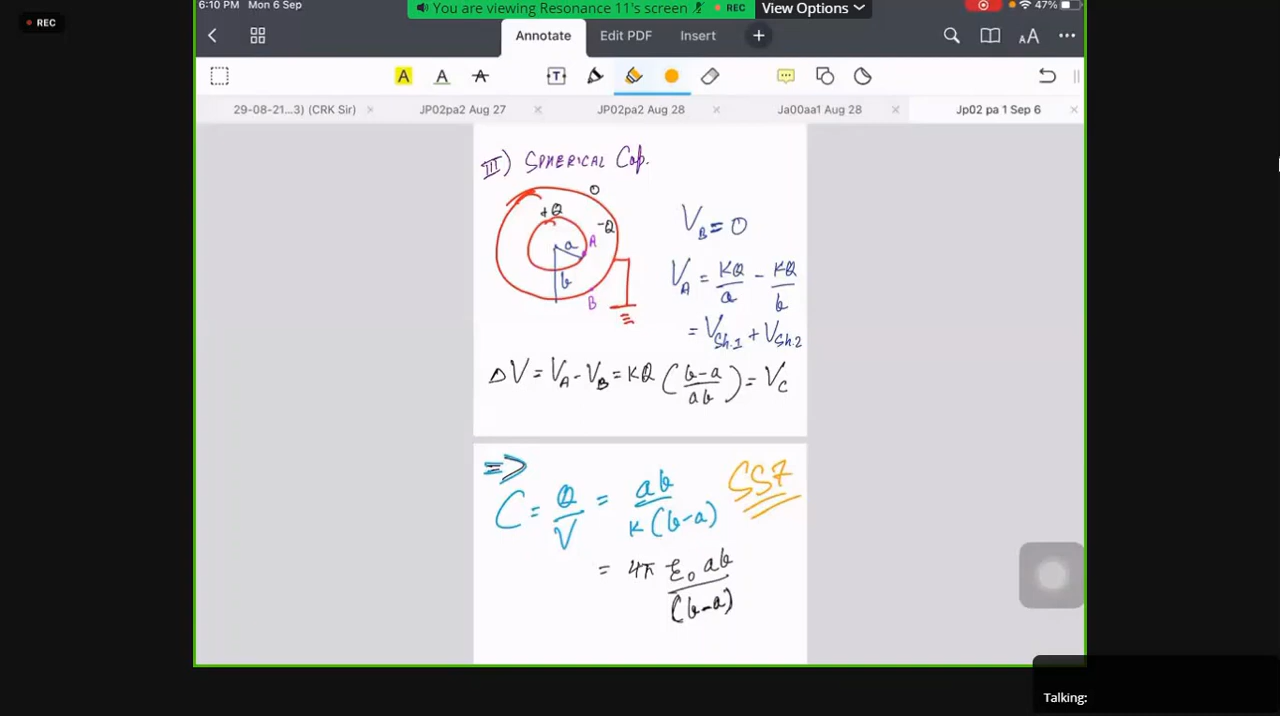 6:10 PM Mon 6 Sep
You are viewing Resonance 11's screen
REC
View Options
47%
REC
Annotate
Edit PDF
Insert
+
AA
A
A
A
T
29-08-21...3) (CRK Sir) ×
JP02pa2 Aug 27 ×
JP02pa2 Aug 28 ×
Ja00aa1 Aug 28 ×
Jp02 pa 1 Sep 6 ×
III) SPHERICAL Cap.
0
+Q
-Q
a
A
b
B
V_B = 0
V_A = KQ/a - KQ/b
= V_Sh.1 + V_Sh.2
ΔV = V_A - V_B = KQ (b-a/ab) = V_C
=>
C = Q/V = ab/K(b-a)
SS7
= 4π ε₀ ab/(b-a)
Talking: